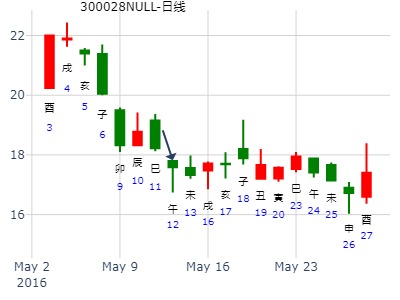 300028NULL-日线
22
20
18
16
酉
3
戌
4
亥
5
子
6
卯
9
辰
10
巳
11
午
12
未
13
戌
16
亥
17
子
18
丑
19
寅
20
巳
23
午
24
未
25
申
26
酉
27
May 2
2016
May 9
May 16
May 23